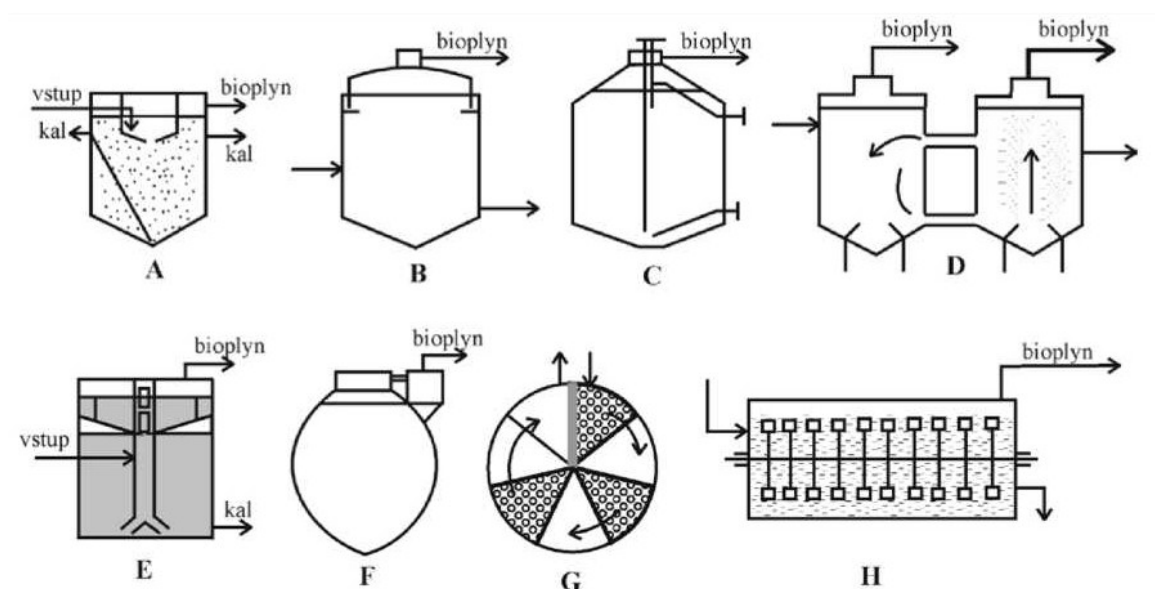 bioplyn
vstup
kal
kal
A
bioplyn
B
bioplyn
C
bioplyn
bioplyn
D
bioplyn
vstup
kal
E
bioplyn
F
G
bioplyn
H